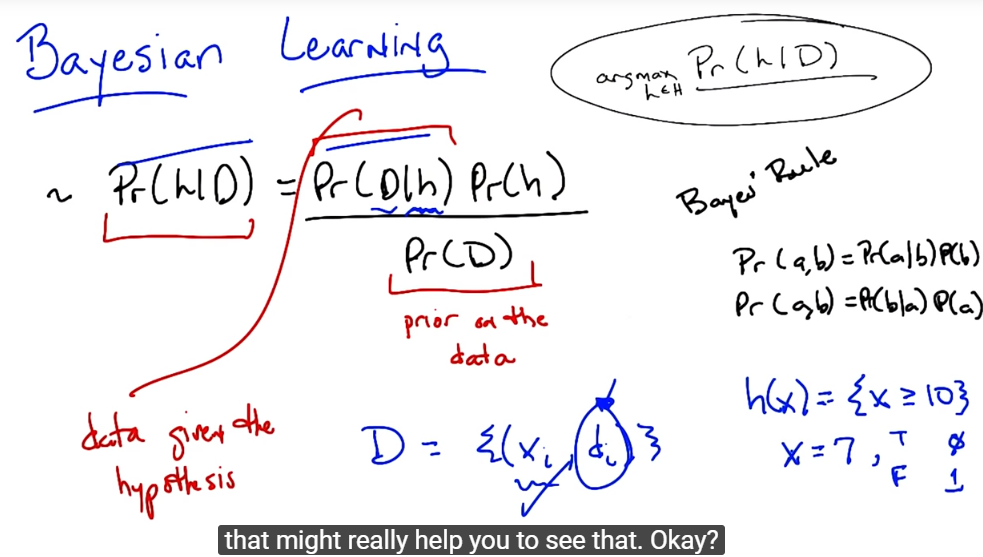 Bayesian Learning
argmax h∈H Pr(h|D)
~ Pr(h|D) = Pr(D|h) Pr(h)
Pr(D)
Bayes' Rule
Pr(a,b)=Pr(a|b)P(b)
Pr(a,b)=Pr(b|a)P(a)
prior on the
data
data given the
hypothesis
D = {(xᵢ, dᵢ)}
h(x) = {x ≥ 10}
x = 7, T 0
F 1
that might really help you to see that. Okay?